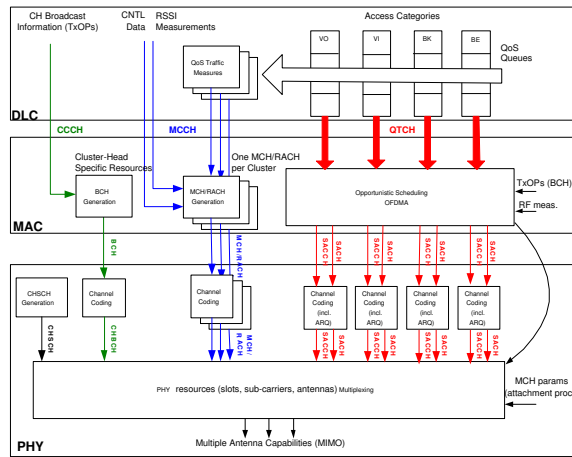 CH Broadcast
Information (TxOPs)
CNTL
Data
RSSI
Measurements
Access Categories
VO
VI
BK
BE
QoS
Queues
QoS Traffic
Measures
DLC
CCCH
MCCH
QTCH
Cluster-Head
Specific Resources
One MCH/RACH
per Cluster
BCH
Generation
MCH/RACH
Generation
Opportunistic Scheduling
OFDMA
TxOPs (BCH)
RF meas.
MAC
BCH
MCH/RACH
SACCH
SACH
SACCH
SACH
SACCH
SACH
SACCH
SACH
CHSCH
Generation
Channel
Coding
Channel
Coding
Channel
Coding
(incl.
ARQ)
Channel
Coding
(incl.
ARQ)
Channel
Coding
(incl.
ARQ)
Channel
Coding
(incl.
ARQ)
CHSCH
CHBCH
MCH/
RACH
SACCH
SACH
SACCH
SACH
SACCH
SACH
SACCH
SACH
PHY resources (slots, sub-carriers, antennas) Multiplexing
MCH params
(attachment proc
PHY
Multiple Antenna Capabilities (MIMO)